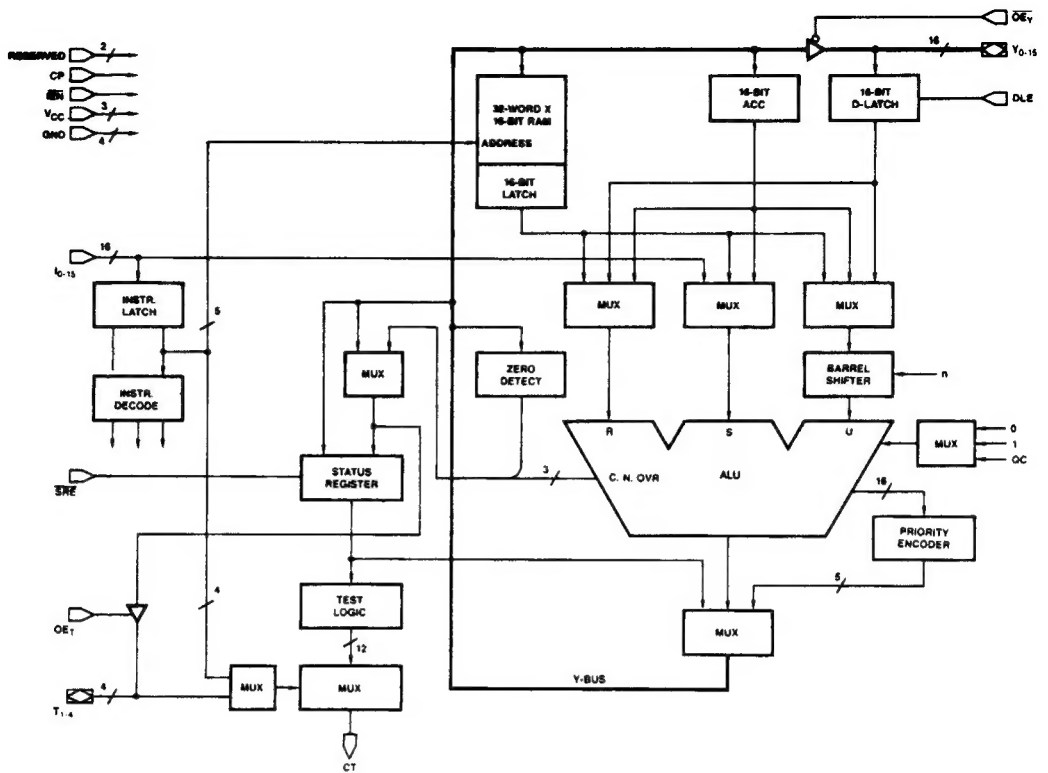 RESERVED 2
CP
IEN
VCC 3
GND 4
OEY
16 Y0-15
32-WORD X
16-BIT RAM
ADDRESS
16-BIT
LATCH
16-BIT
ACC
16-BIT
D-LATCH
DLE
16
I0-15
INSTR.
LATCH
5
INSTR.
DECODE
MUX
MUX
MUX
MUX
ZERO
DETECT
BARREL
SHIFTER
n
R
S
U
MUX
0
1
QC
SRE
STATUS
REGISTER
3
C. N. OVR
ALU
16
PRIORITY
ENCODER
5
OET
4
TEST
LOGIC
12
MUX
T1-4
4
MUX
MUX
Y-BUS
CT